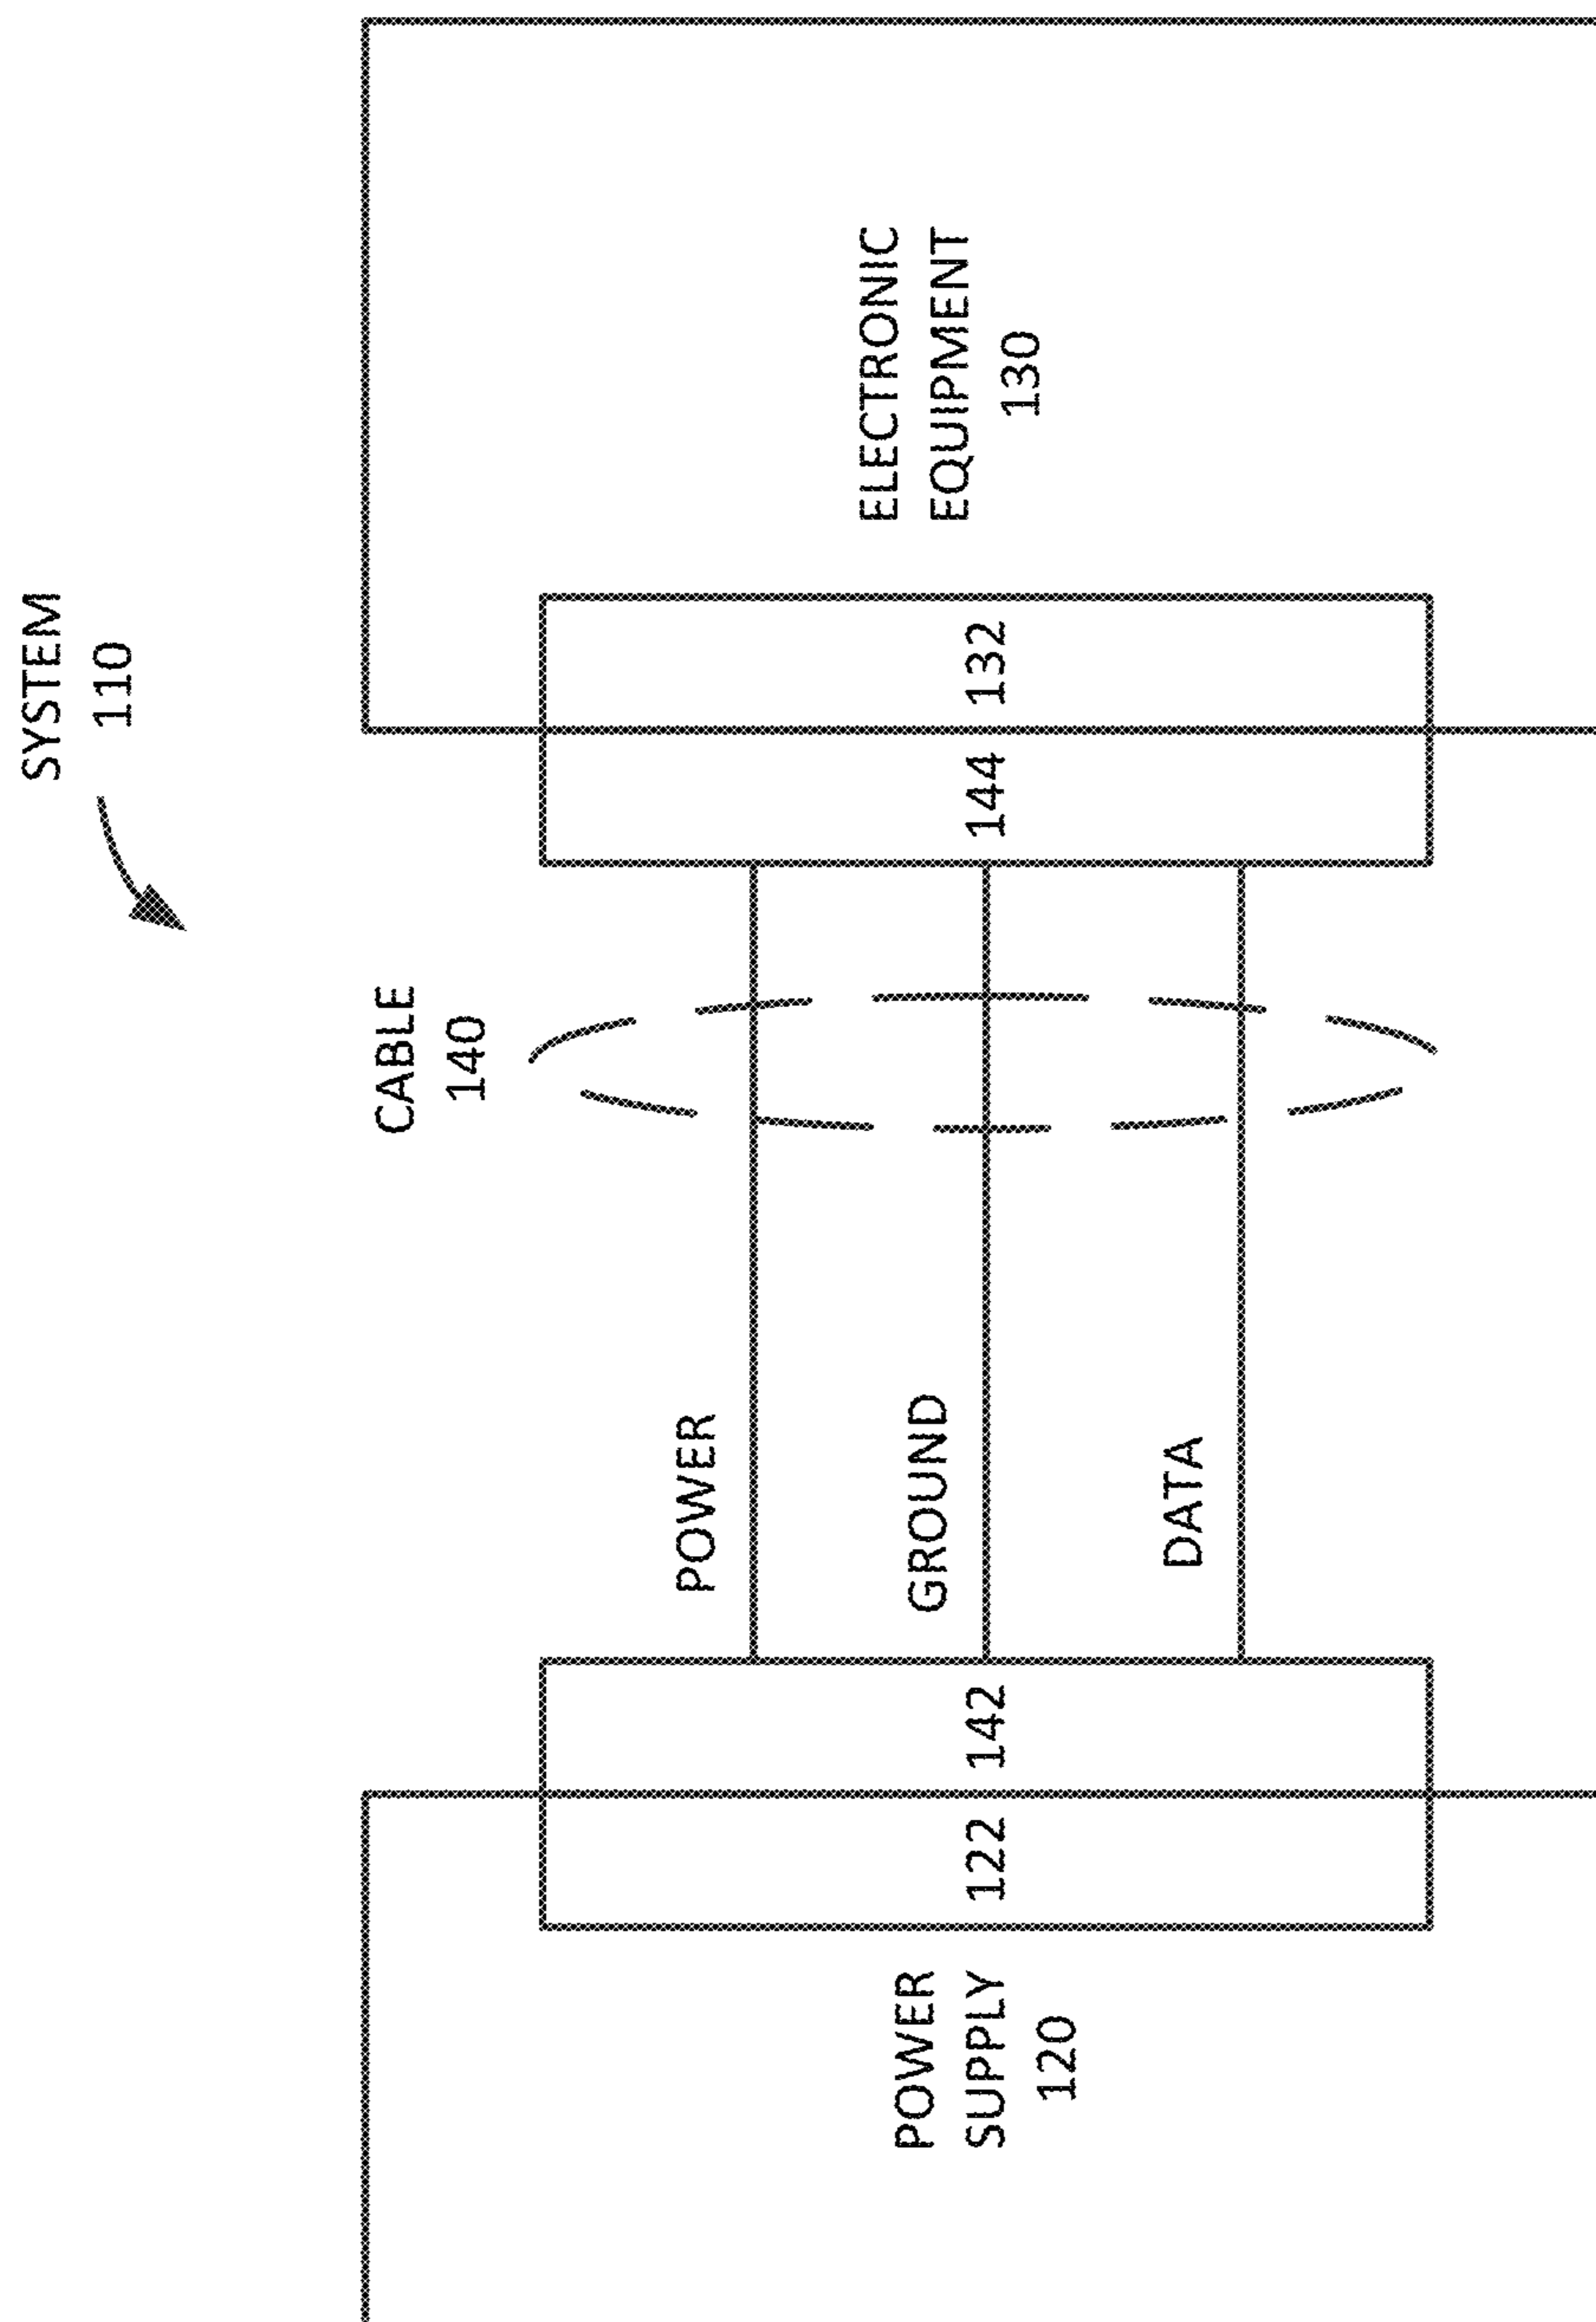 SYSTEM
110
CABLE
140
POWER
SUPPLY
120
122
142
POWER
GROUND
DATA
144
132
ELECTRONIC
EQUIPMENT
130